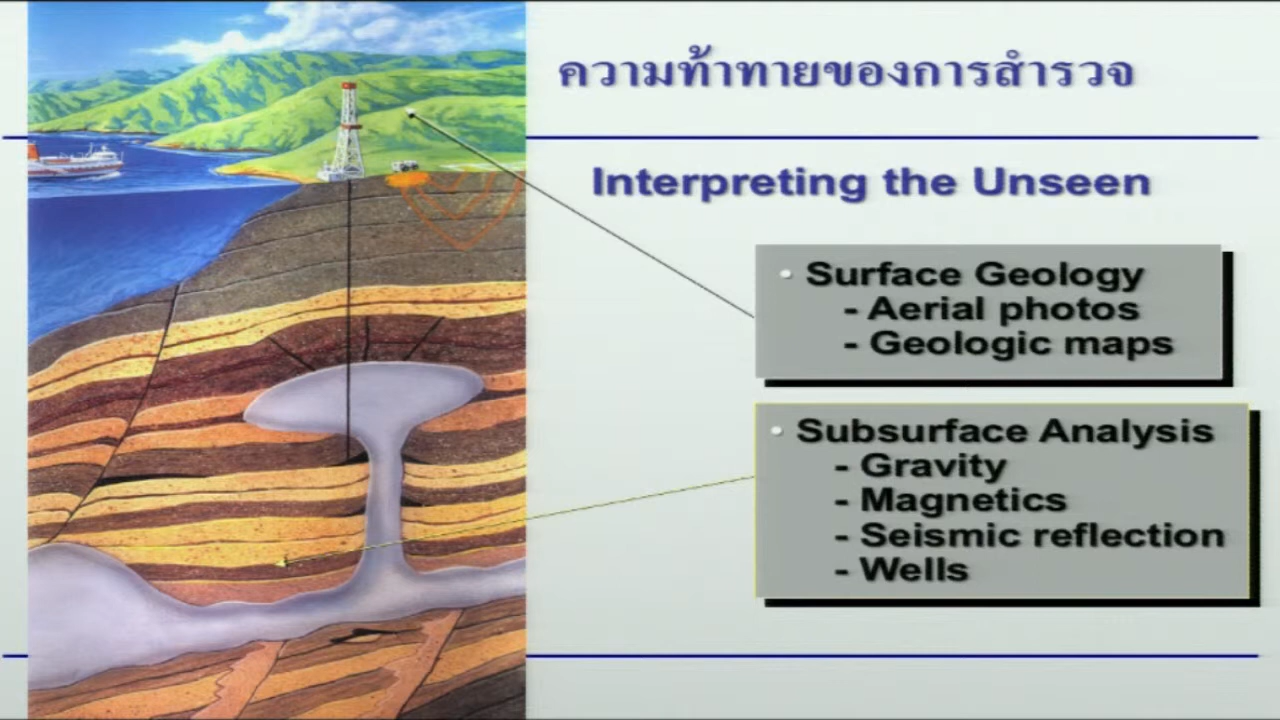 ความท้าทายของการสำรวจ
Interpreting the Unseen
• Surface Geology
- Aerial photos
- Geologic maps
• Subsurface Analysis
- Gravity
- Magnetics
- Seismic reflection
- Wells